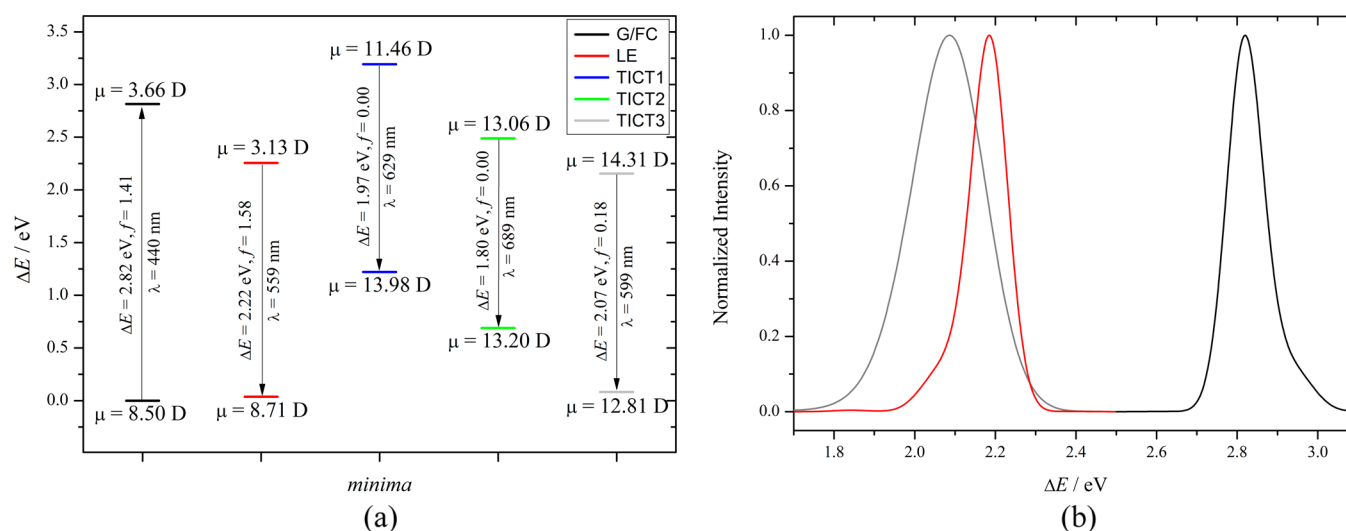 3.5
3.0
2.5
2.0
1.5
1.0
0.5
0.0
ΔE / eV
minima
(a)
G/FC
LE
TICT1
TICT2
TICT3
μ = 3.66 D
ΔE = 2.82 eV, f = 1.41
λ = 440 nm
μ = 8.50 D
μ = 3.13 D
ΔE = 2.22 eV, f = 1.58
λ = 559 nm
μ = 8.71 D
μ = 11.46 D
ΔE = 1.97 eV, f = 0.00
λ = 629 nm
μ = 13.98 D
μ = 13.06 D
ΔE = 1.80 eV, f = 0.00
λ = 689 nm
μ = 13.20 D
μ = 14.31 D
ΔE = 2.07 eV, f = 0.18
λ = 599 nm
μ = 12.81 D
1.0
0.8
0.6
0.4
0.2
0.0
Normalized Intensity
1.8 2.0 2.2 2.4 2.6 2.8 3.0
ΔE / eV
(b)